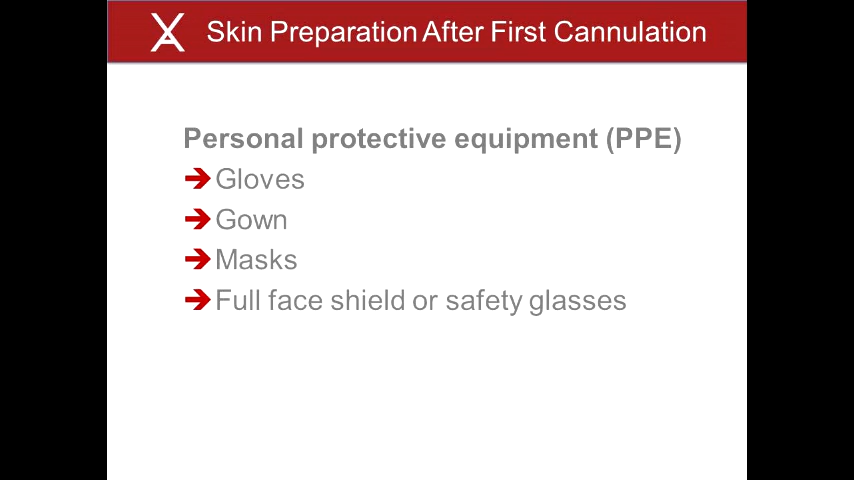 Skin Preparation After First Cannulation
Personal protective equipment (PPE)
➔ Gloves
➔ Gown
➔ Masks
➔ Full face shield or safety glasses